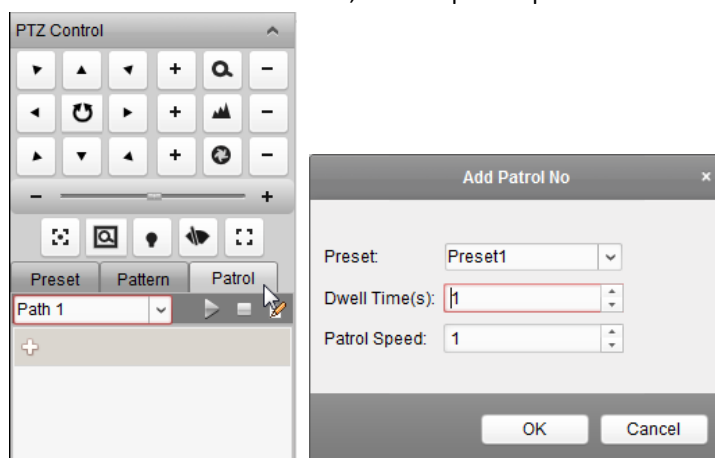 PTZ Control
+ −
+ −
+ −
− +
Preset Pattern Patrol
Path 1
Add Patrol No ×
Preset: Preset1
Dwell Time(s): 1
Patrol Speed: 1
OK Cancel